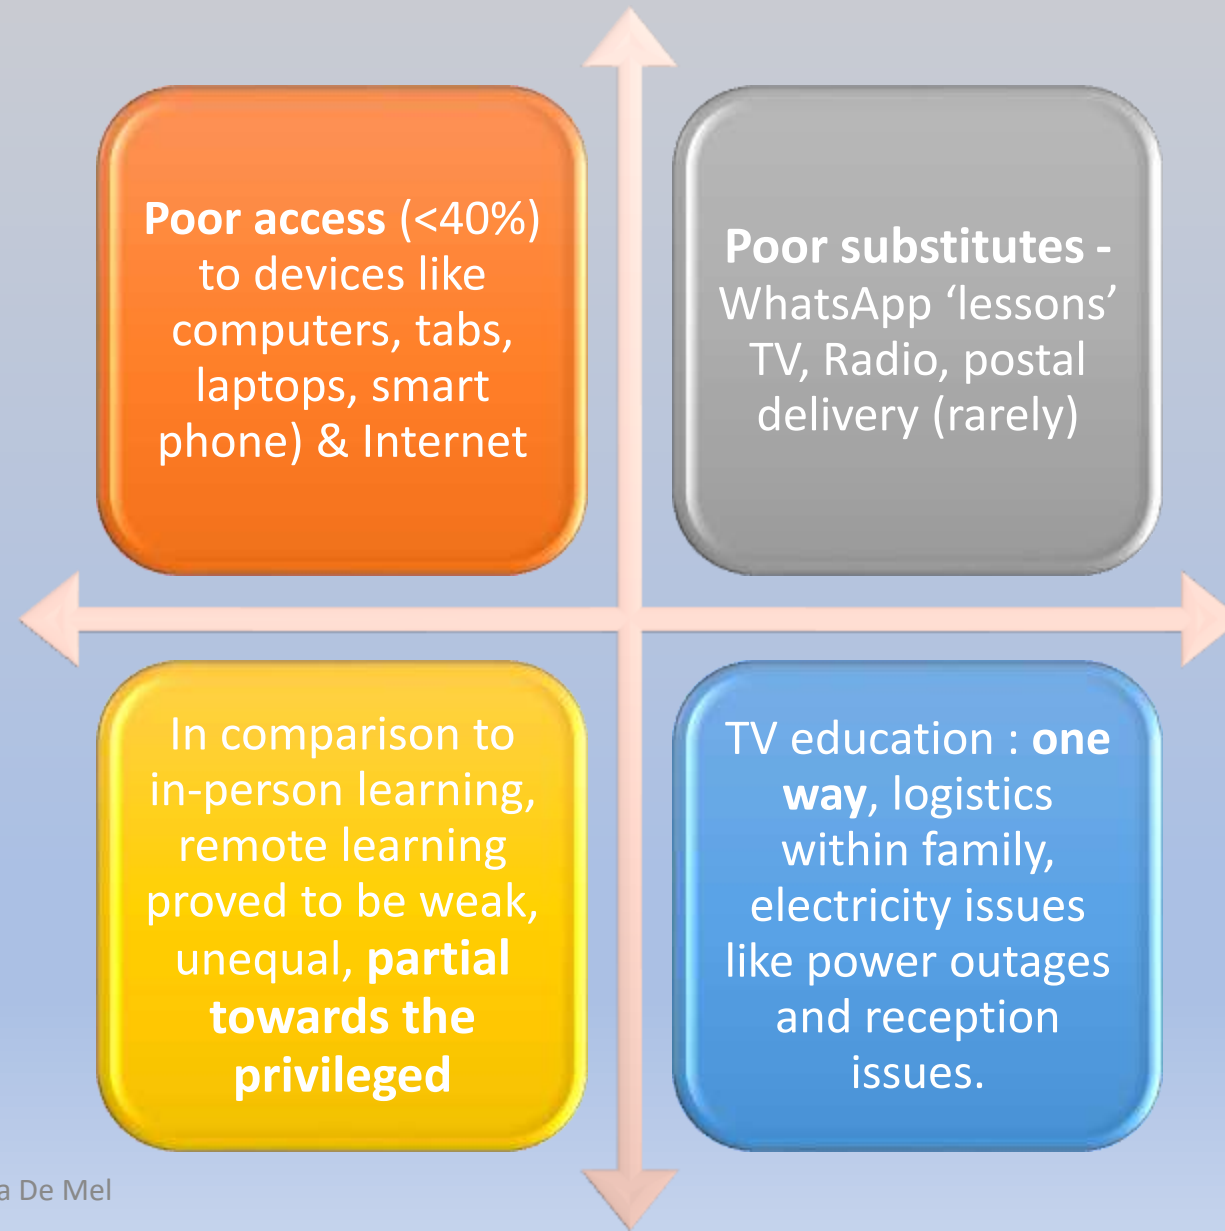 Poor access (<40%)
to devices like
computers, tabs,
laptops, smart
phone) & Internet
Poor substitutes -
WhatsApp ‘lessons’
TV, Radio, postal
delivery (rarely)
In comparison to
in-person learning,
remote learning
proved to be weak,
unequal, partial
towards the
privileged
TV education : one
way, logistics
within family,
electricity issues
like power outages
and reception
issues.
a De Mel